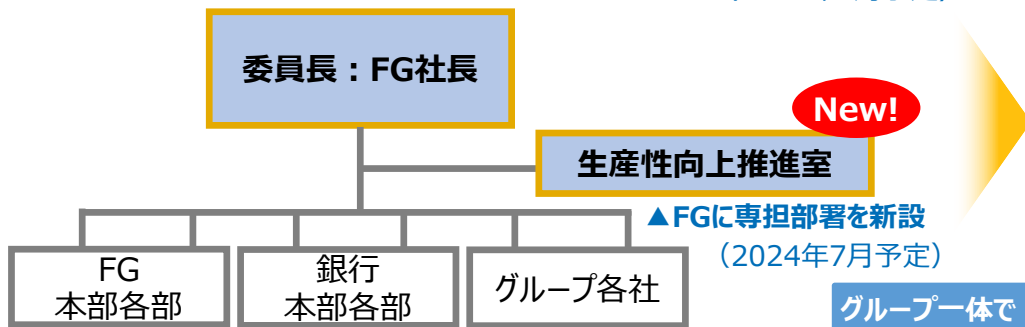 委員長：FG社長
New!
生産性向上推進室
▲FGに専担部署を新設
（2024年7月予定）
FG
本部各部
銀行
本部各部
グループ各社
グループ一体で